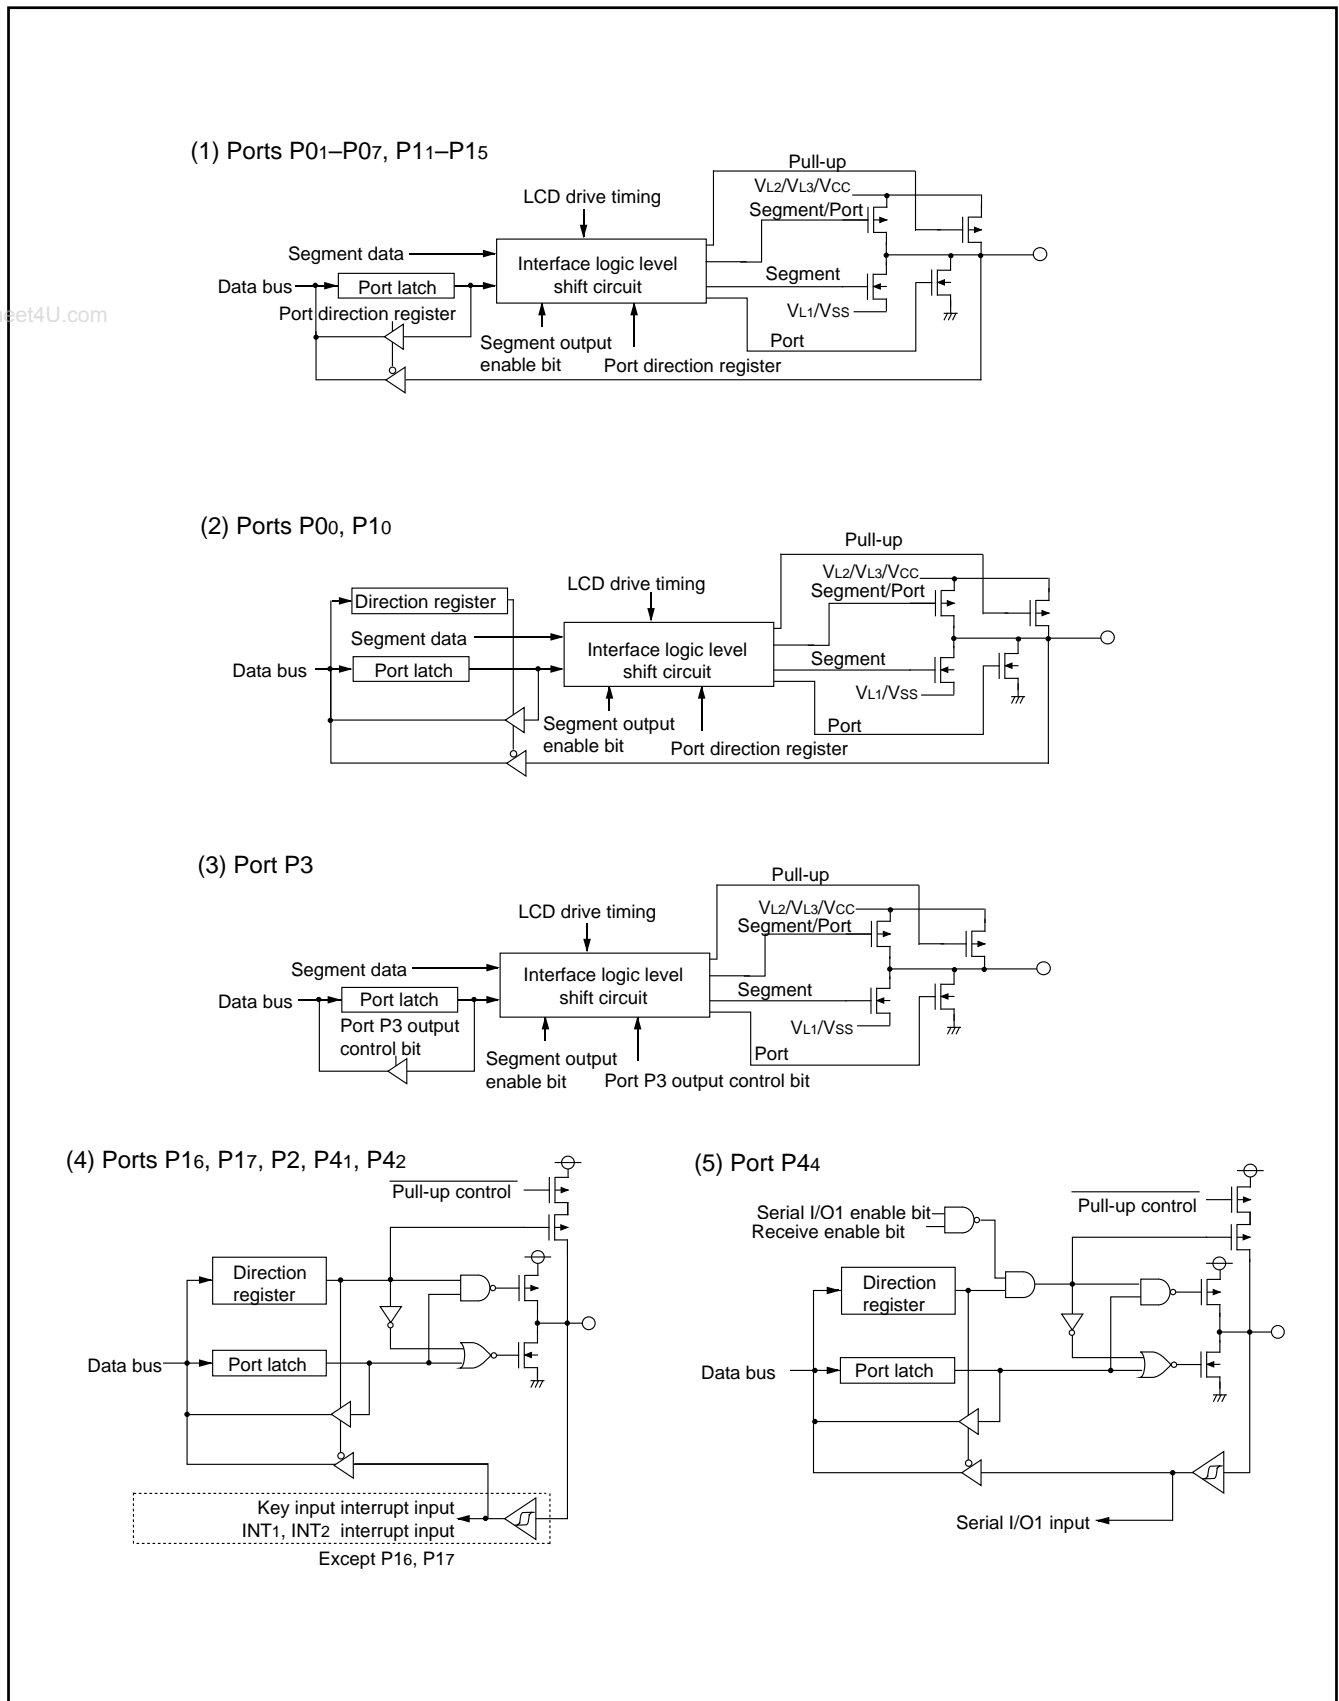 (1) Ports P01–P07, P11–P15
Pull-up
VL2/VL3/VCC
LCD drive timing
Segment/Port
Segment data
Interface logic level
shift circuit
Segment
Data bus
Port latch
VL1/VSS
Port direction register
Segment output
enable bit
Port direction register
Port
eet4U.com
(2) Ports P00, P10
Pull-up
VL2/VL3/VCC
LCD drive timing
Segment/Port
Direction register
Segment data
Interface logic level
shift circuit
Segment
Data bus
Port latch
VL1/VSS
Segment output
enable bit
Port direction register
Port
(3) Port P3
Pull-up
VL2/VL3/VCC
LCD drive timing
Segment/Port
Segment data
Interface logic level
shift circuit
Segment
Data bus
Port latch
VL1/VSS
Port P3 output
control bit
Segment output
enable bit
Port P3 output control bit
Port
(4) Ports P16, P17, P2, P41, P42
Pull-up control
Direction
register
Data bus
Port latch
Key input interrupt input
INT1, INT2 interrupt input
Except P16, P17
(5) Port P44
Pull-up control
Serial I/O1 enable bit
Receive enable bit
Direction
register
Data bus
Port latch
Serial I/O1 input